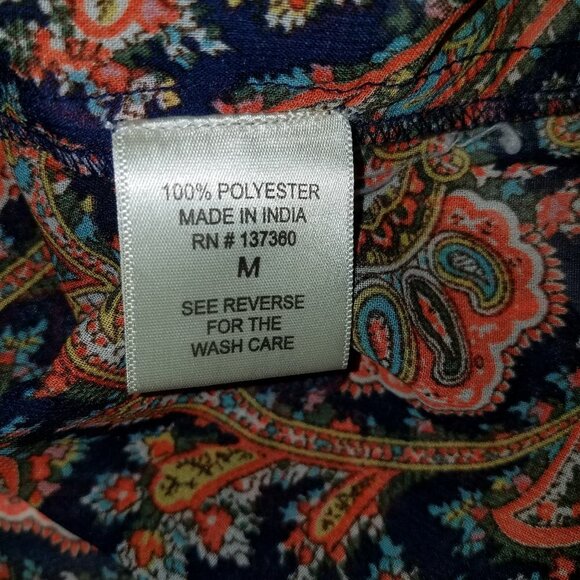 100% POLYESTER
MADE IN INDIA
RN # 137360
M
SEE REVERSE
FOR THE
WASH CARE